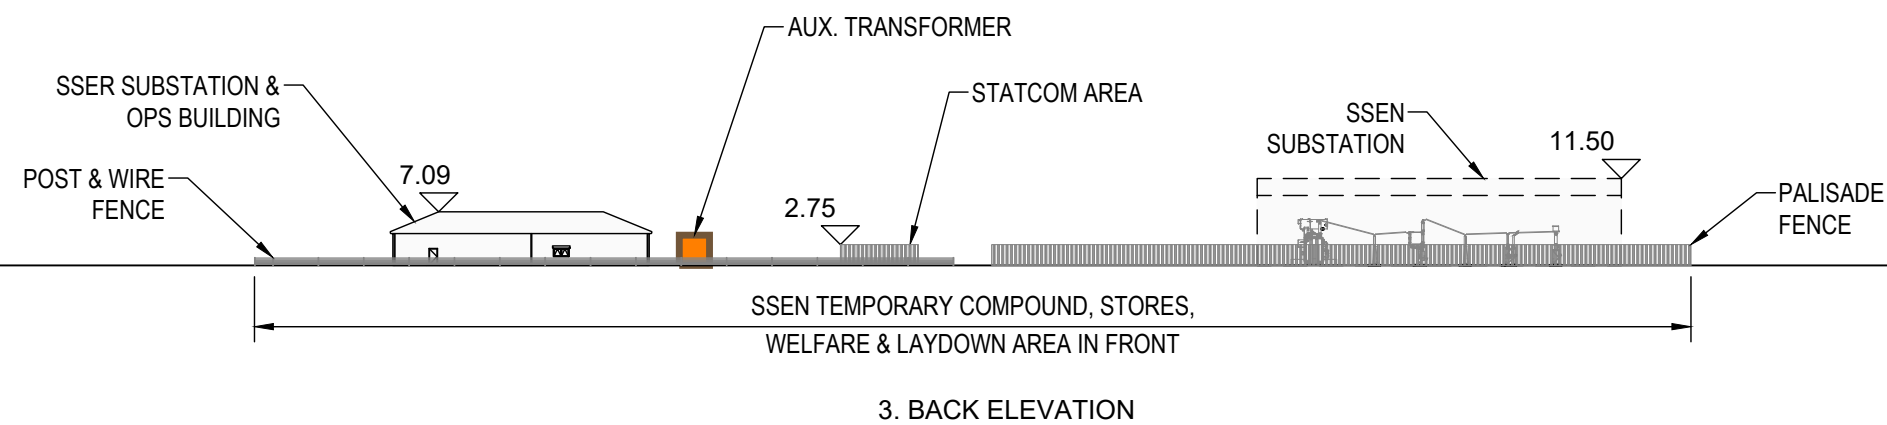 AUX. TRANSFORMER
SSER SUBSTATION &
OPS BUILDING
STATCOM AREA
SSEN
SUBSTATION
11.50
POST & WIRE
FENCE
7.09
2.75
PALISADE
FENCE
SSEN TEMPORARY COMPOUND, STORES,
WELFARE & LAYDOWN AREA IN FRONT
3. BACK ELEVATION